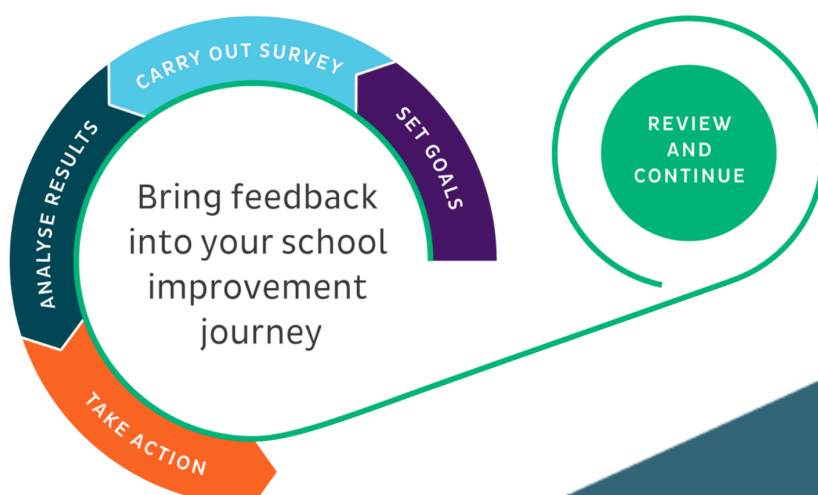 Bring feedback
into your school
improvement
journey
SET GOALS
CARRY OUT SURVEY
ANALYSE RESULTS
TAKE ACTION
REVIEW
AND
CONTINUE